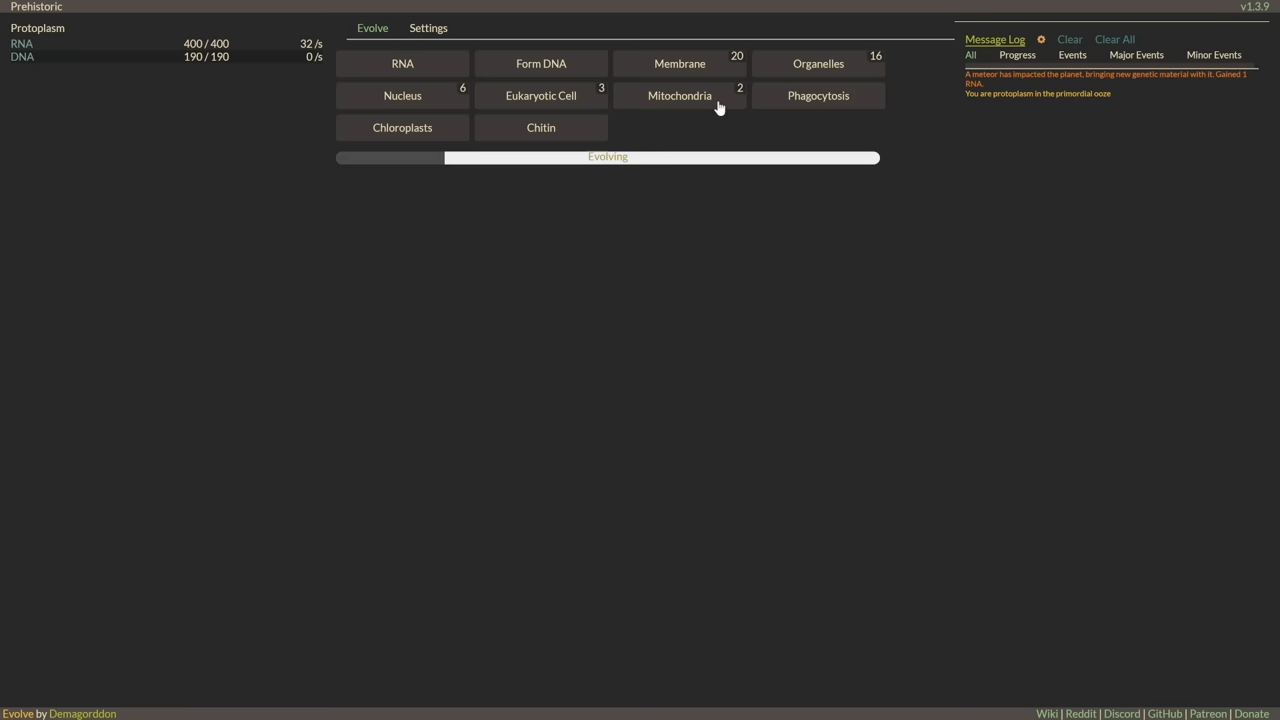 Prehistoric
v1.3.9
Protoplasm
RNA 400 / 400 32 /s
DNA 190 / 190 0 /s
Evolve Settings
RNA
Form DNA
Membrane 20
Organelles 16
Nucleus 6
Eukaryotic Cell 3
Mitochondria 2
Phagocytosis
Chloroplasts
Chitin
Evolving
Message Log Clear Clear All
All Progress Events Major Events Minor Events
A meteor has impacted the planet, bringing new genetic material with it. Gained 1
RNA.
You are protoplasm in the primordial ooze
Evolve by Demagorddon
Wiki | Reddit | Discord | GitHub | Patreon | Donate